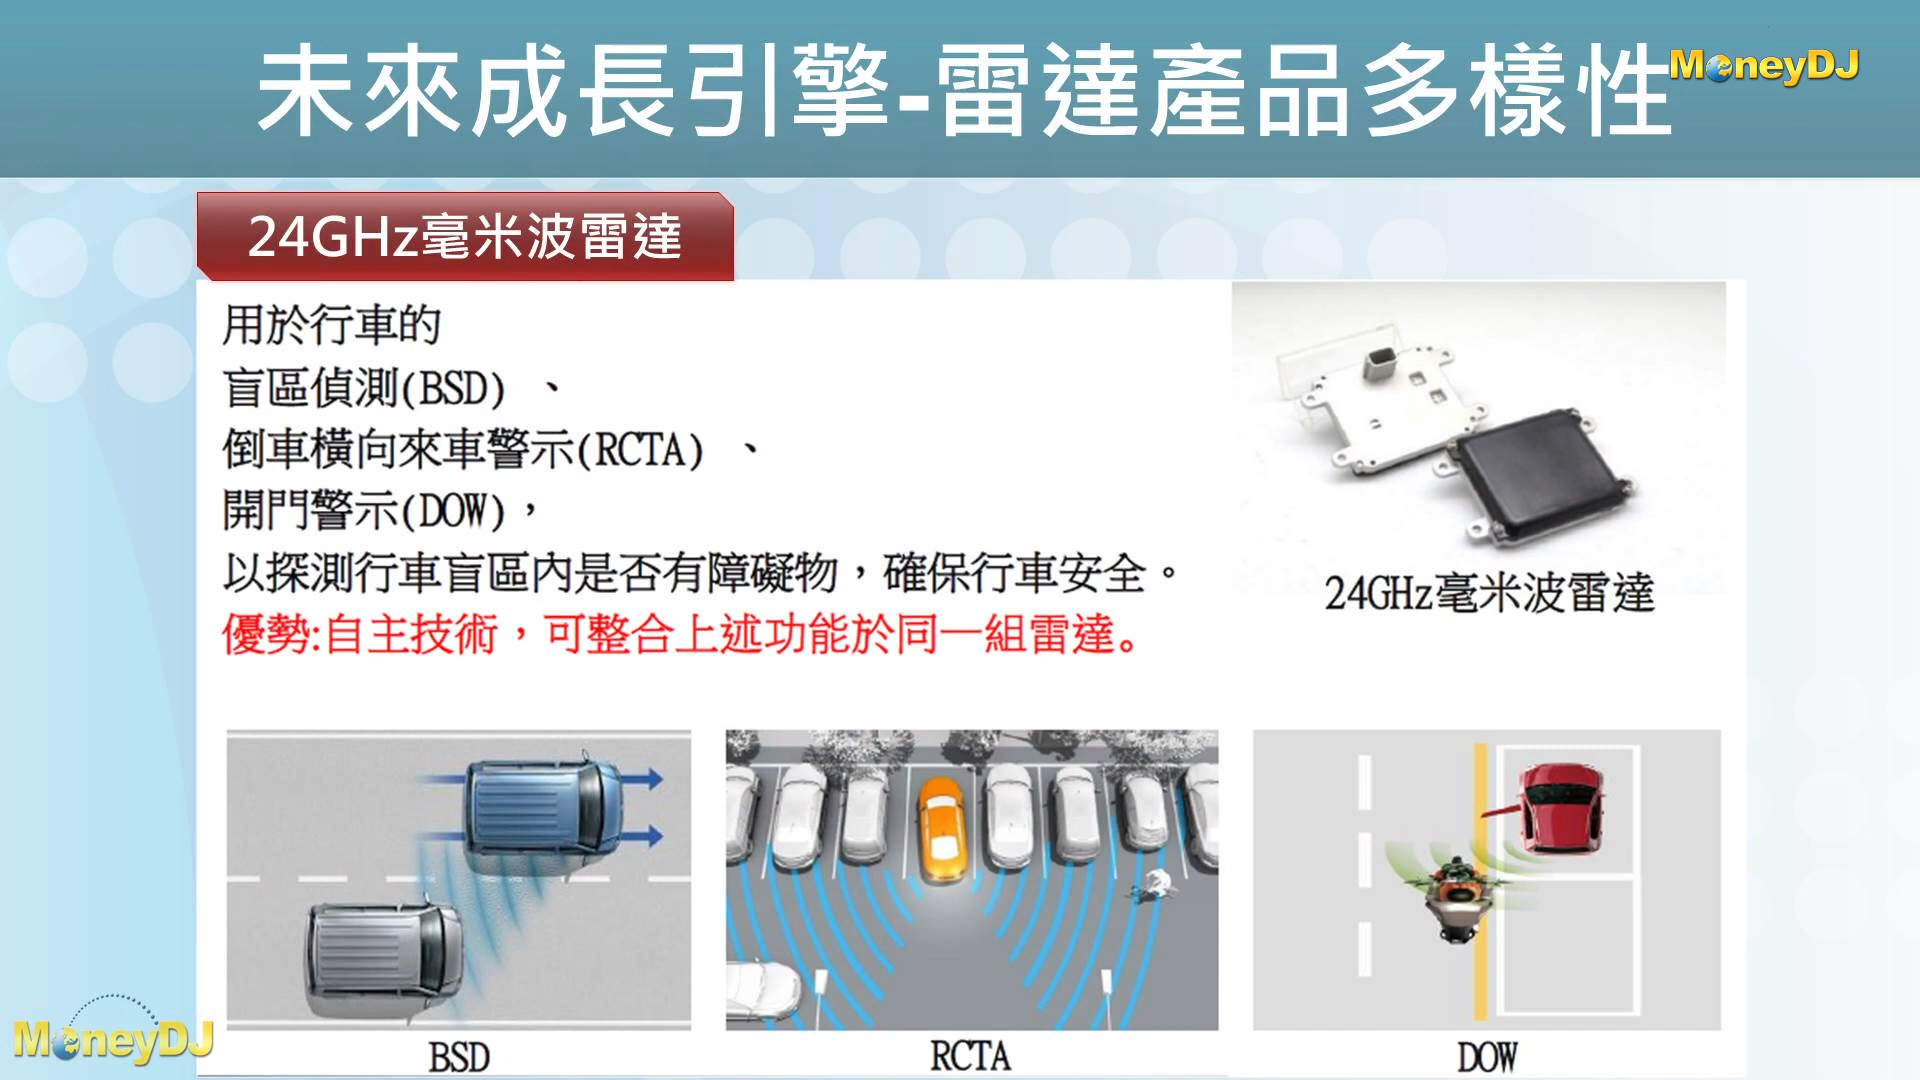 未來成長引擎-雷達產品多樣性
MoneyDJ
24GHz毫米波雷達
用於行車的
盲區偵測(BSD) 、
倒車橫向來車警示(RCTA) 、
開門警示(DOW)，
以探測行車盲區內是否有障礙物，確保行車安全。
優勢:自主技術，可整合上述功能於同一組雷達。
24GHz毫米波雷達
BSD
RCTA
DOW
MoneyDJ